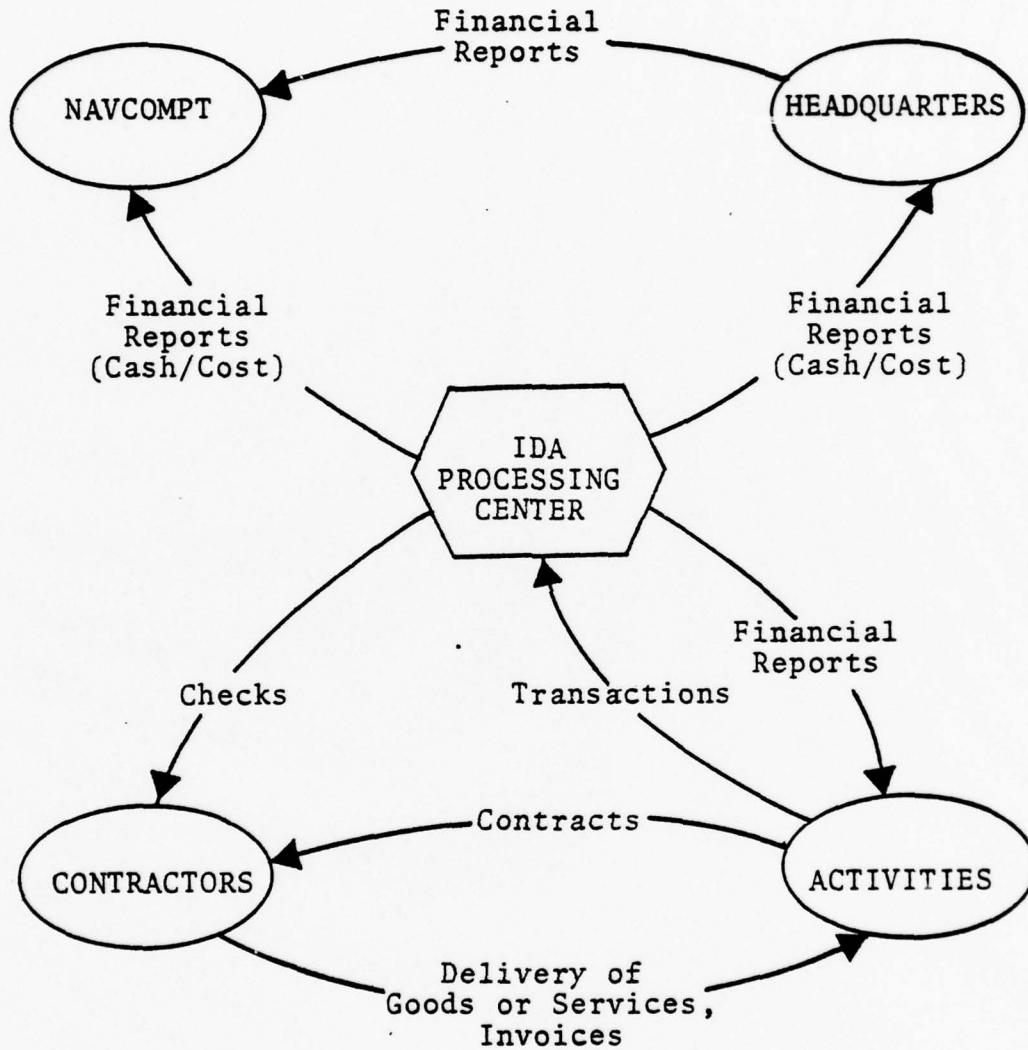 Financial
Reports
NAVCOMPT
HEADQUARTERS
Financial
Reports
(Cash/Cost)
Financial
Reports
(Cash/Cost)
IDA
PROCESSING
CENTER
Financial
Reports
Checks
Transactions
Contracts
CONTRACTORS
ACTIVITIES
Delivery of
Goods or Services,
Invoices